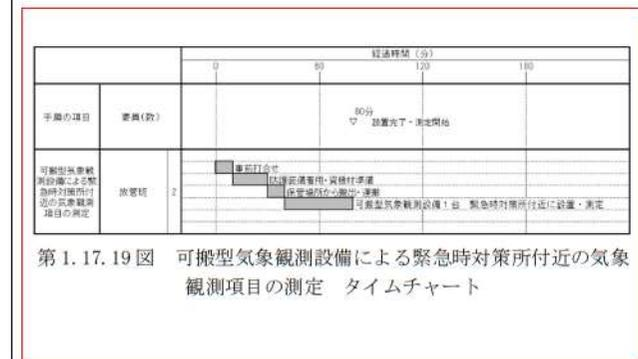 経過時間（分）
0 60 120 180
手順の項目 要員(数)
80分
▽ 設置完了・測定開始
可搬型気象観
測設備による緊
急時対策所付
近の気象観測
項目の測定
放管班 2
事前打合せ
防護装備着用・資機材準備
保管場所から搬出・運搬
可搬型気象観測設備1台 緊急時対策所付近に設置・測定
第1.17.19図 可搬型気象観測設備による緊急時対策所付近の気象
観測項目の測定 タイムチャート